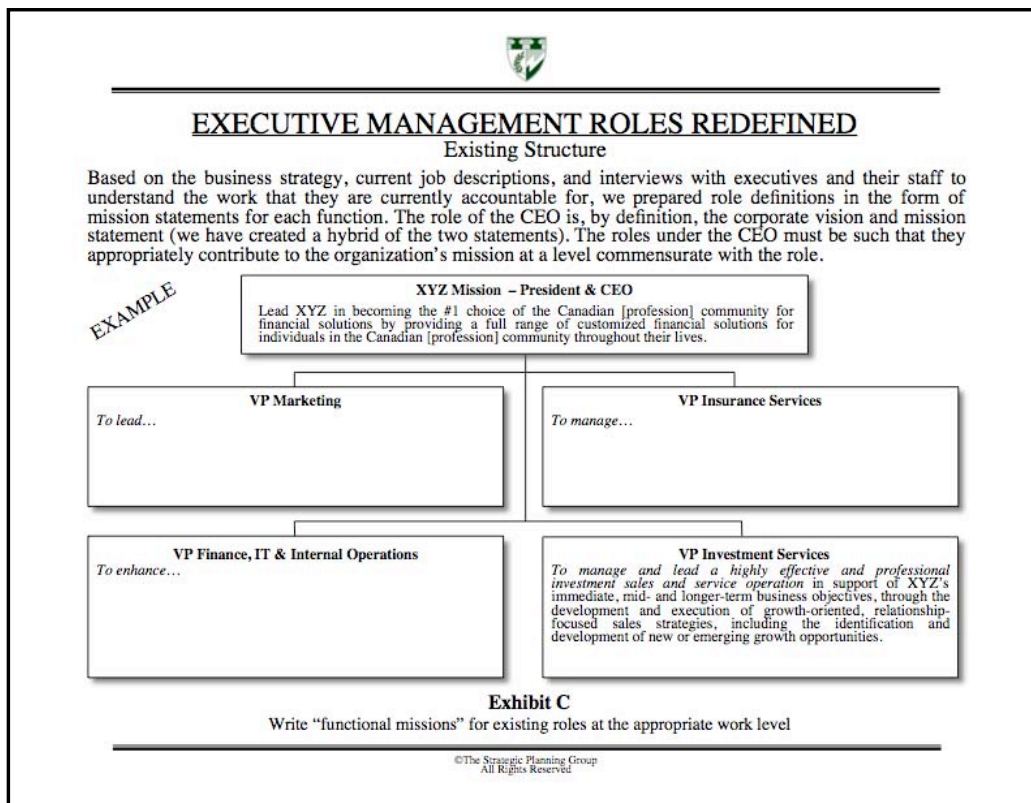 EXECUTIVE MANAGEMENT ROLES REDEFINED
Existing Structure
Based on the business strategy, current job descriptions, and interviews with executives and their staff to
understand the work that they are currently accountable for, we prepared role definitions in the form of
mission statements for each function. The role of the CEO is, by definition, the corporate vision and mission
statement (we have created a hybrid of the two statements). The roles under the CEO must be such that they
appropriately contribute to the organization's mission at a level commensurate with the role.
EXAMPLE
XYZ Mission – President & CEO
Lead XYZ in becoming the #1 choice of the Canadian [profession] community for
financial solutions by providing a full range of customized financial solutions for
individuals in the Canadian [profession] community throughout their lives.
VP Marketing
To lead…
VP Insurance Services
To manage…
VP Finance, IT & Internal Operations
To enhance…
VP Investment Services
To manage and lead a highly effective and professional
investment sales and service operation in support of XYZ's
immediate, mid- and longer-term business objectives, through the
development and execution of growth-oriented, relationship-
focused sales strategies, including the identification and
development of new or emerging growth opportunities.
Exhibit C
Write “functional missions” for existing roles at the appropriate work level
©The Strategic Planning Group
All Rights Reserved